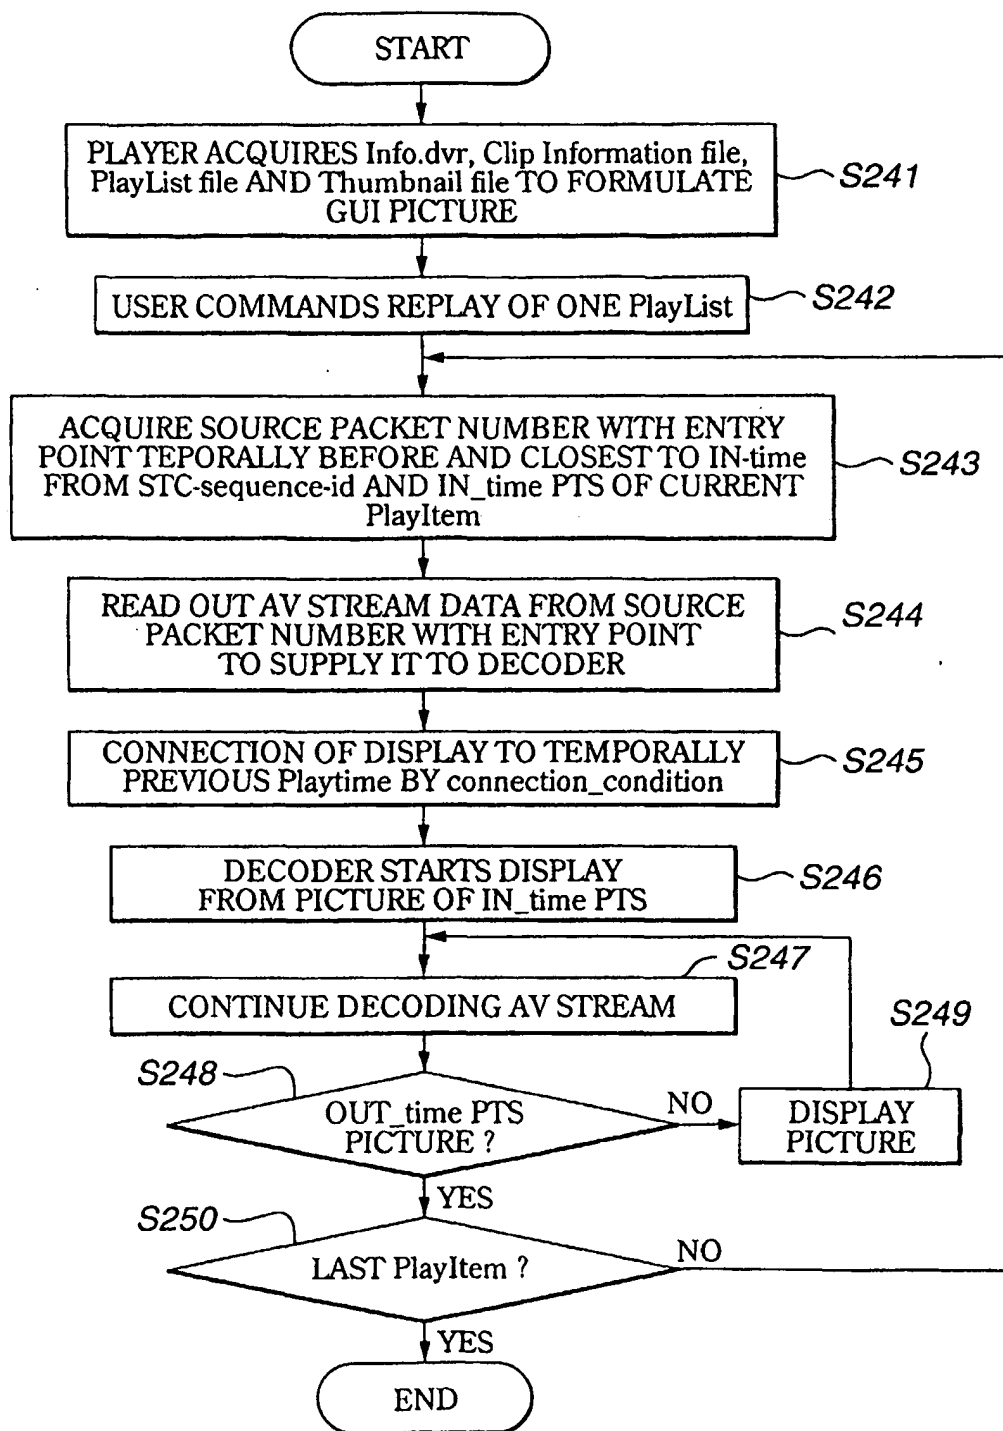 START
PLAYER ACQUIRES Info.dvr, Clip Information file,
PlayList file AND Thumbnail file TO FORMULATE
GUI PICTURE
S241
USER COMMANDS REPLAY OF ONE PlayList
S242
ACQUIRE SOURCE PACKET NUMBER WITH ENTRY
POINT TEPORALLY BEFORE AND CLOSEST TO IN-time
FROM STC-sequence-id AND IN_time PTS OF CURRENT
PlayItem
S243
READ OUT AV STREAM DATA FROM SOURCE
PACKET NUMBER WITH ENTRY POINT
TO SUPPLY IT TO DECODER
S244
CONNECTION OF DISPLAY TO TEMPORALLY
PREVIOUS Playtime BY connection_condition
S245
DECODER STARTS DISPLAY
FROM PICTURE OF IN_time PTS
S246
S247
CONTINUE DECODING AV STREAM
S248
OUT_time PTS
PICTURE ?
NO
S249
DISPLAY
PICTURE
YES
S250
LAST PlayItem ?
NO
YES
END